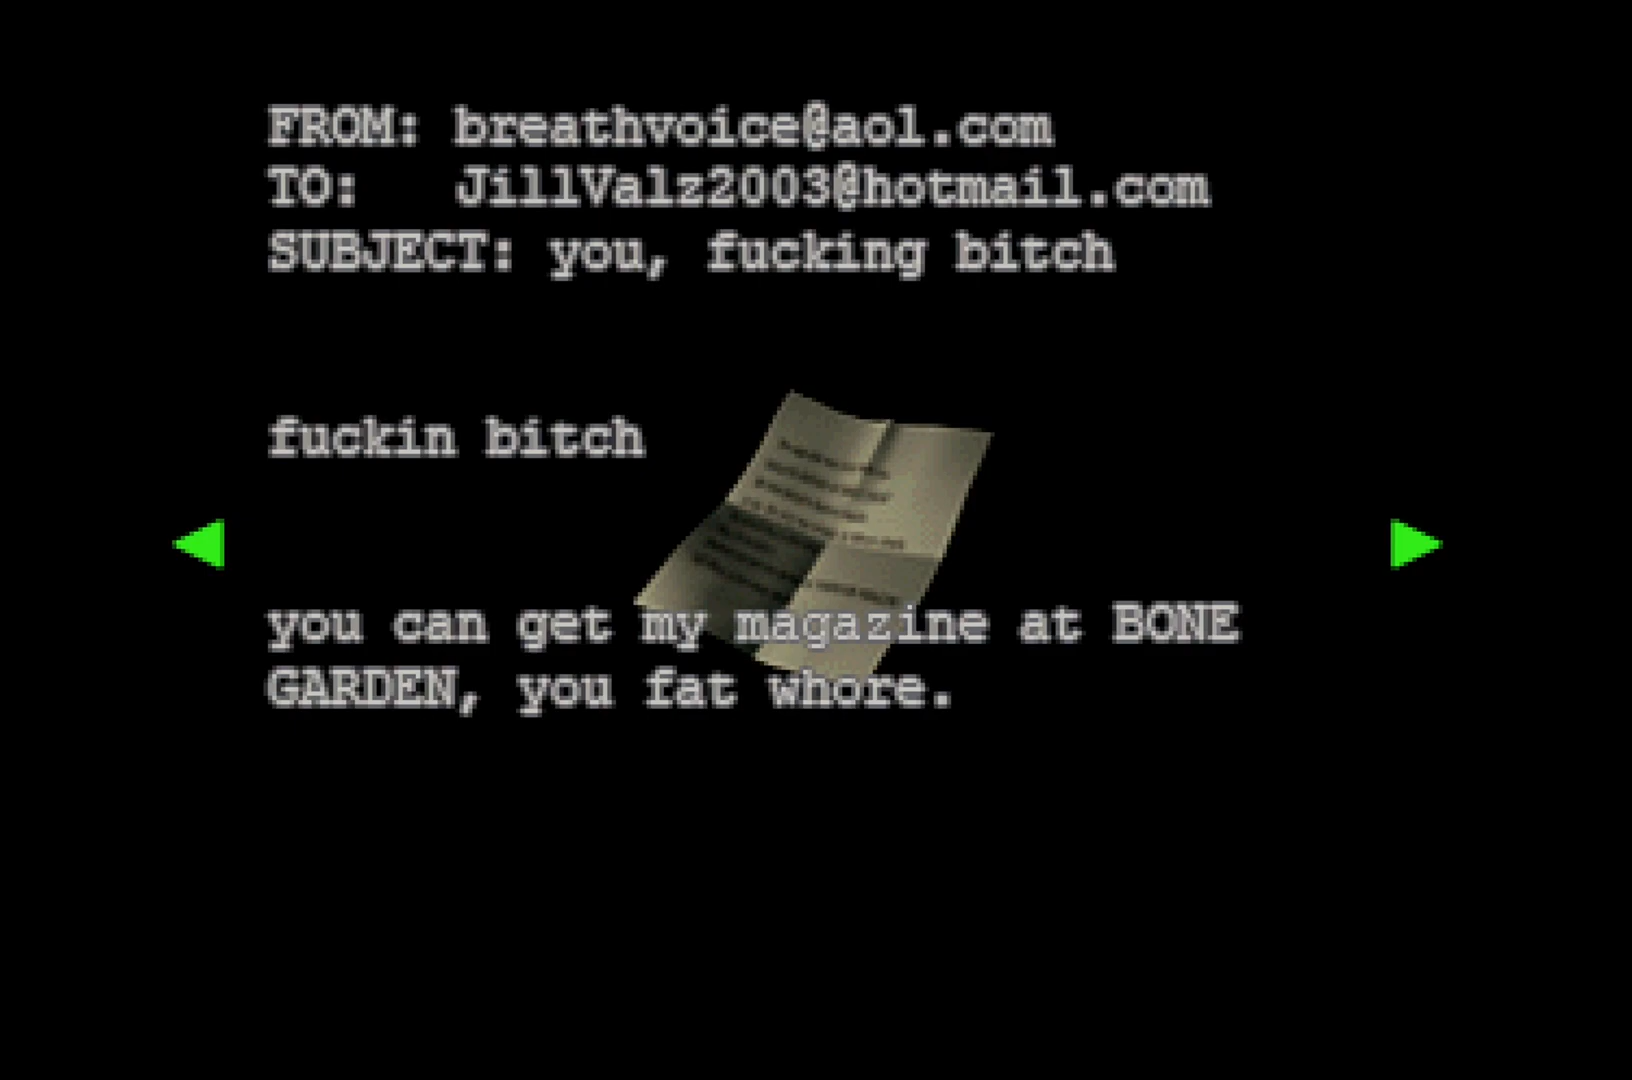 FROM: breathvoice@aol.com
TO: JillValz2003@hotmail.com
SUBJECT: you, fucking bitch
fuckin bitch
you can get my magazine at BONE
GARDEN, you fat whore.